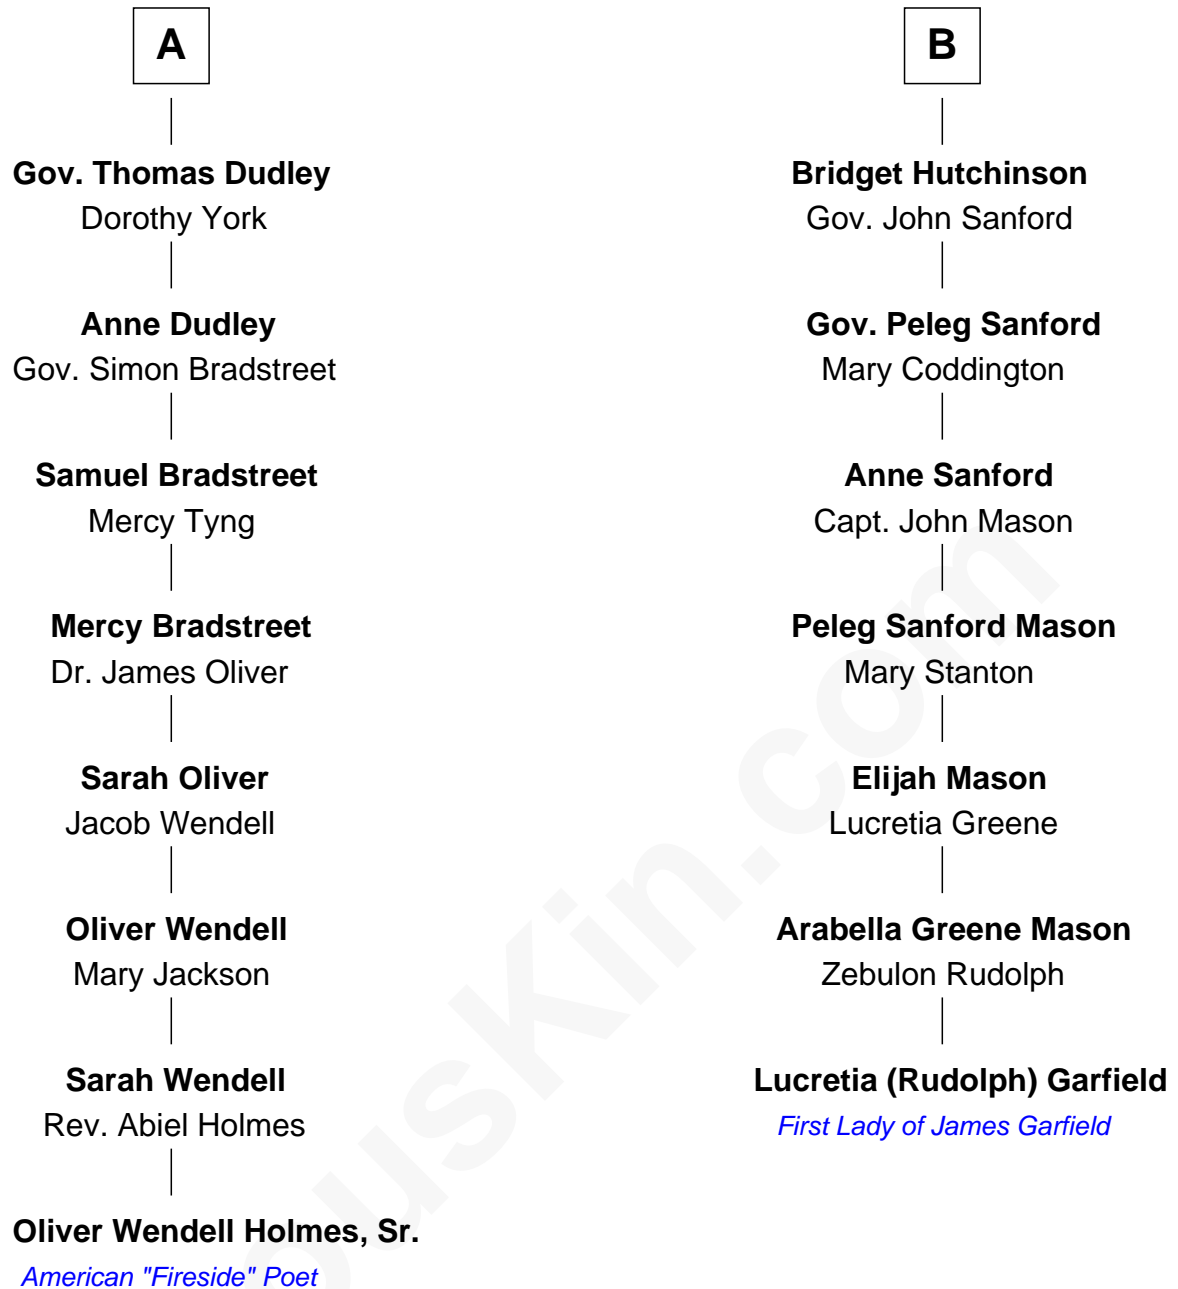 A
Gov. Thomas Dudley
Dorothy York
Anne Dudley
Gov. Simon Bradstreet
Samuel Bradstreet
Mercy Tyng
Mercy Bradstreet
Dr. James Oliver
Sarah Oliver
Jacob Wendell
Oliver Wendell
Mary Jackson
Sarah Wendell
Rev. Abiel Holmes
Oliver Wendell Holmes, Sr.
American "Fireside" Poet
B
Bridget Hutchinson
Gov. John Sanford
Gov. Peleg Sanford
Mary Coddington
Anne Sanford
Capt. John Mason
Peleg Sanford Mason
Mary Stanton
Elijah Mason
Lucretia Greene
Arabella Greene Mason
Zebulon Rudolph
Lucretia (Rudolph) Garfield
First Lady of James Garfield
ousKin.com